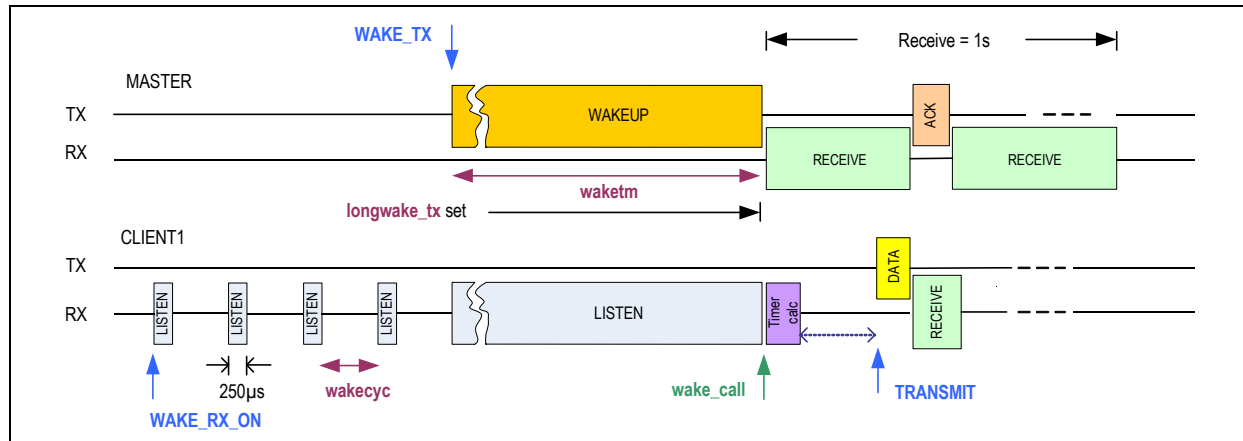 WAKE_TX
Receive = 1s
MASTER
TX
WAKEUP
ACK
RX
RECEIVE
RECEIVE
waketm
longwake_tx set
CLIENT1
TX
DATA
RX
LISTEN
LISTEN
LISTEN
LISTEN
LISTEN
Timer
calc
RECEIVE
250µs
wakecyc
wake_call
TRANSMIT
WAKE_RX_ON